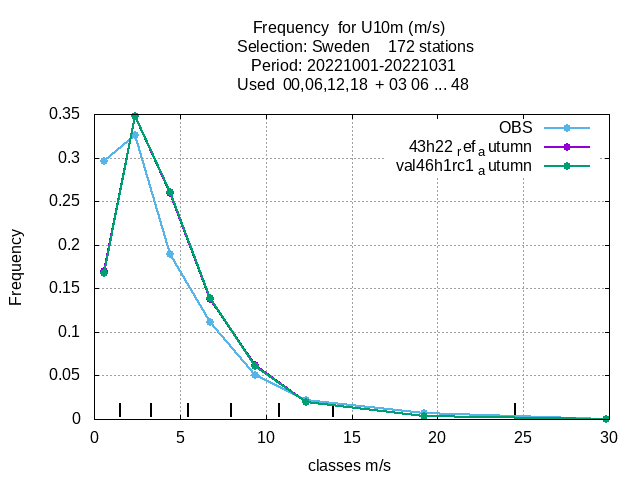 Frequency for U10m (m/s)
Selection: Sweden 172 stations
Period: 20221001-20221031
Used 00,06,12,18 + 03 06 ... 48
OBS
43h22 ref a utumn
val46h1rc1 a utumn
0.35
0.3
0.25
0.2
0.15
0.1
0.05
0
Frequency
0 5 10 15 20 25 30
classes m/s